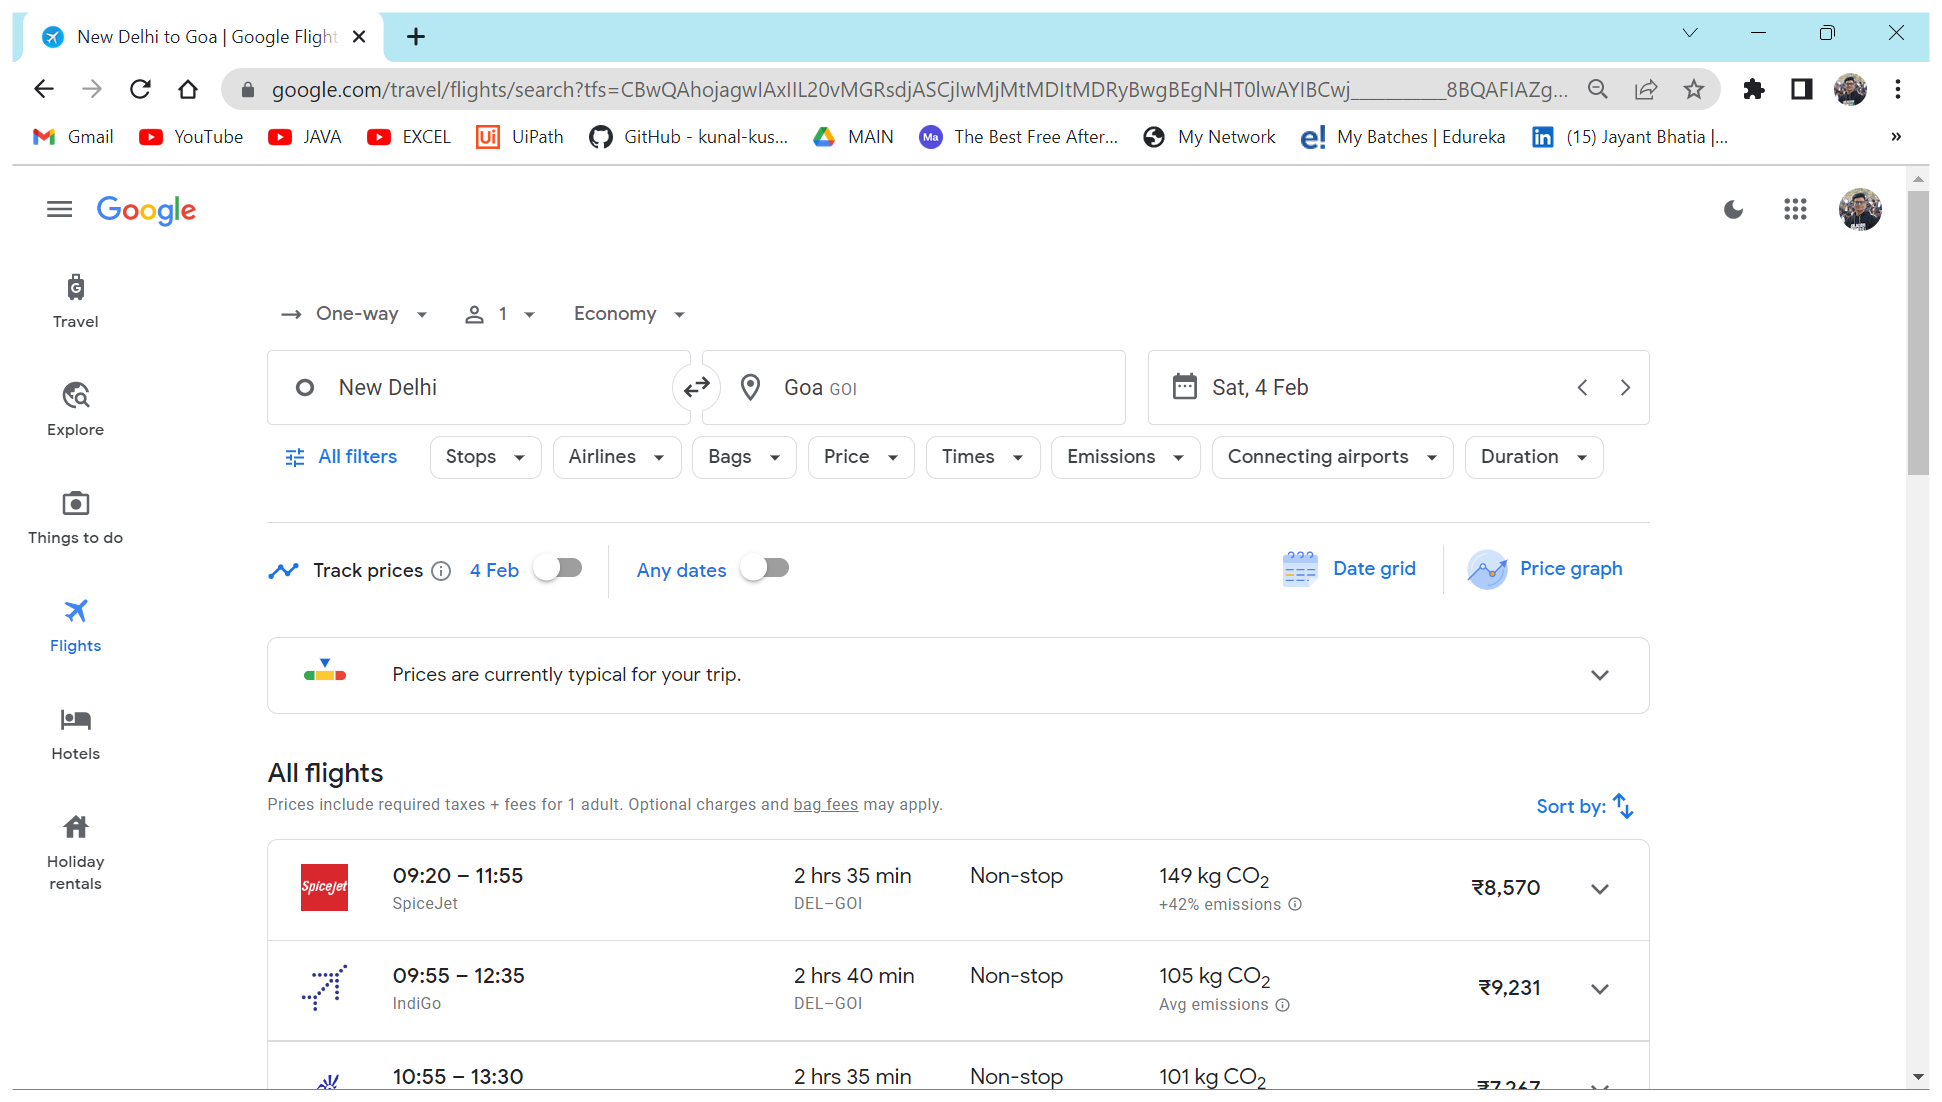 New Delhi to Goa | Google Flight
google.com/travel/flights/search?tfs=CBwQAhojagwIAxIIL20vMGRsdjASCjIwMjMtMDItMDRyBwgBEgNHT0lwAYIBCwj__________8BQAFIAZg...
Gmail YouTube JAVA EXCEL UiPath GitHub - kunal-kus... MAIN The Best Free After... My Network My Batches | Edureka (15) Jayant Bhatia |... »
Google
Travel
Explore
Things to do
Flights
Hotels
Holiday
rentals
One-way 1 Economy
New Delhi Goa GOI Sat, 4 Feb
All filters Stops Airlines Bags Price Times Emissions Connecting airports Duration
Track prices 4 Feb Any dates Date grid Price graph
Prices are currently typical for your trip.
All flights
Prices include required taxes + fees for 1 adult. Optional charges and bag fees may apply.
Sort by:
SpiceJet 09:20 – 11:55 2 hrs 35 min Non-stop 149 kg CO2 ₹8,570
SpiceJet DEL–GOI +42% emissions
09:55 – 12:35 2 hrs 40 min Non-stop 105 kg CO2 ₹9,231
IndiGo DEL–GOI Avg emissions
10:55 – 13:30 2 hrs 35 min Non-stop 101 kg CO2 ₹7,267